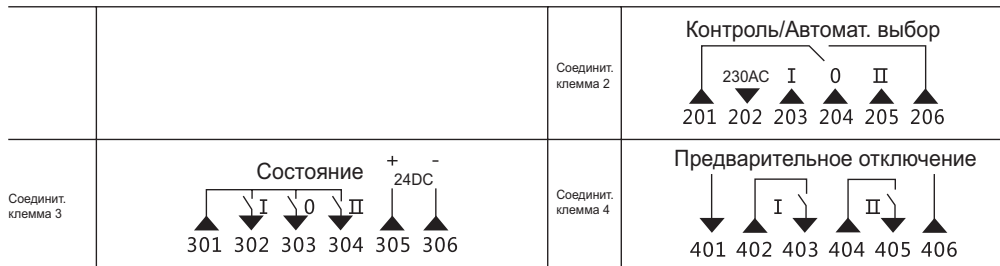 Соединит.
клемма 2
Контроль/Автомат. выбор
230AC I 0 II
201 202 203 204 205 206
Соединит.
клемма 3
Состояние
+ -
24DC
I 0 II
301 302 303 304 305 306
Соединит.
клемма 4
Предварительное отключение
I II
401 402 403 404 405 406